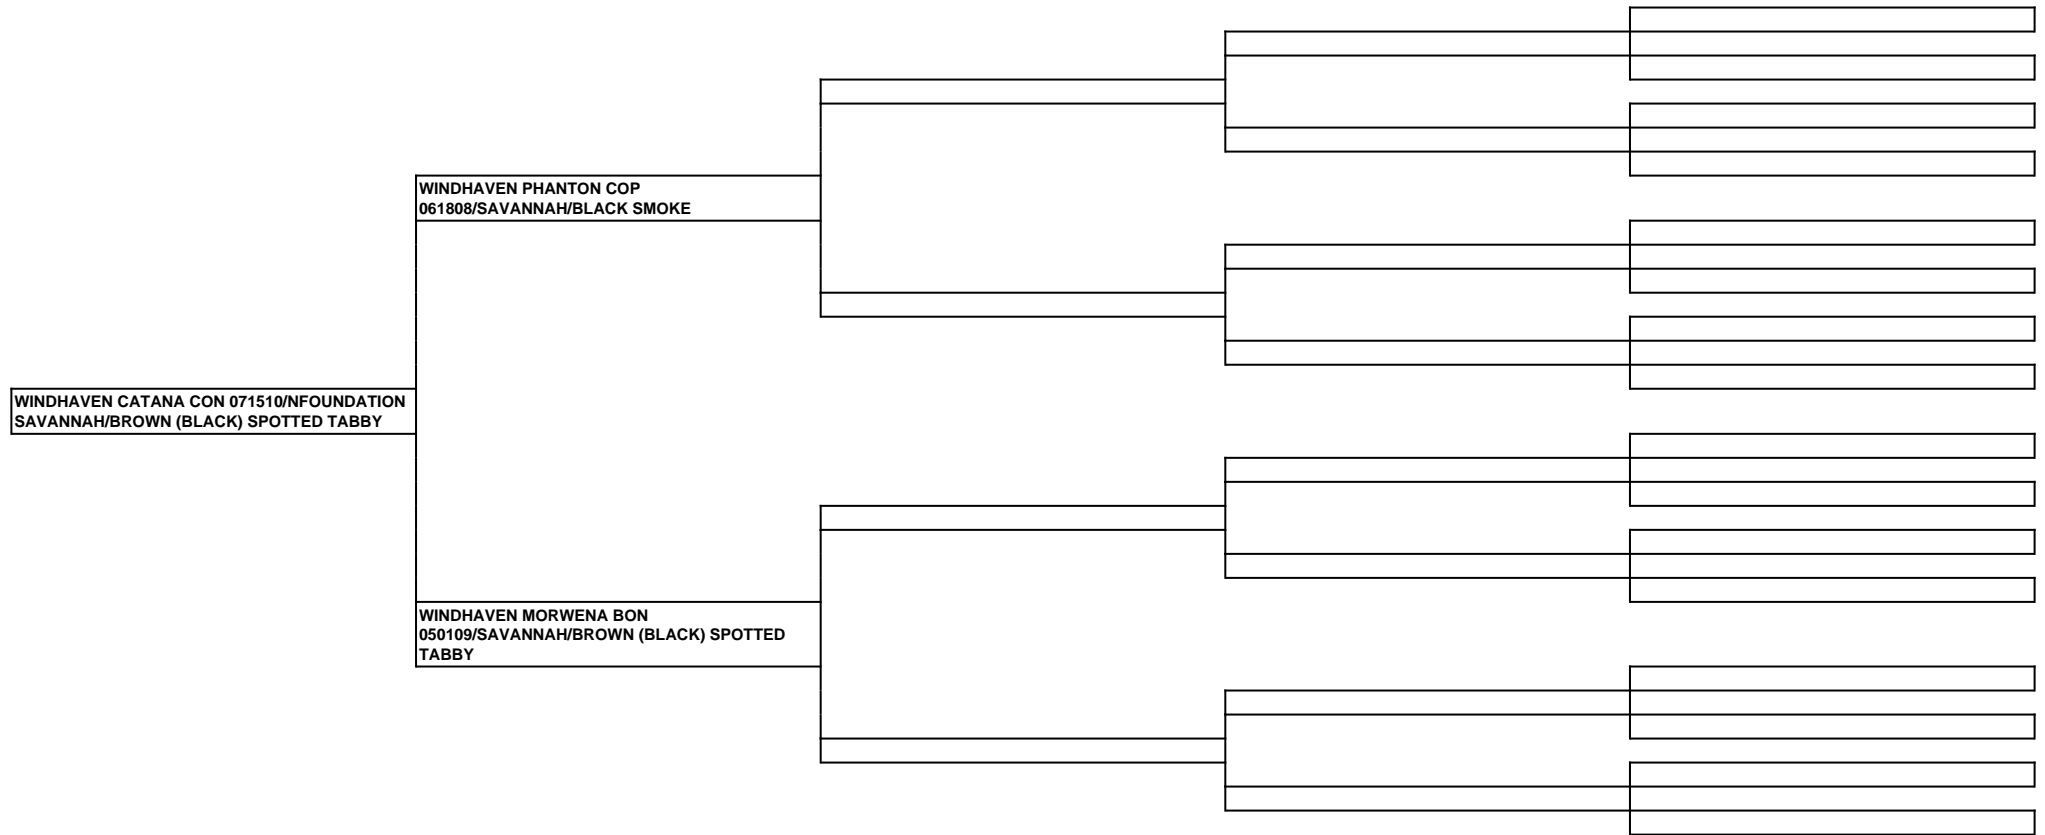 WINDHAVEN PHANTON COP
061808/SAVANNAH/BLACK SMOKE
WINDHAVEN CATANA CON 071510/NFOUNDATION
SAVANNAH/BROWN (BLACK) SPOTTED TABBY
WINDHAVEN MORWENA BON
050109/SAVANNAH/BROWN (BLACK) SPOTTED
TABBY